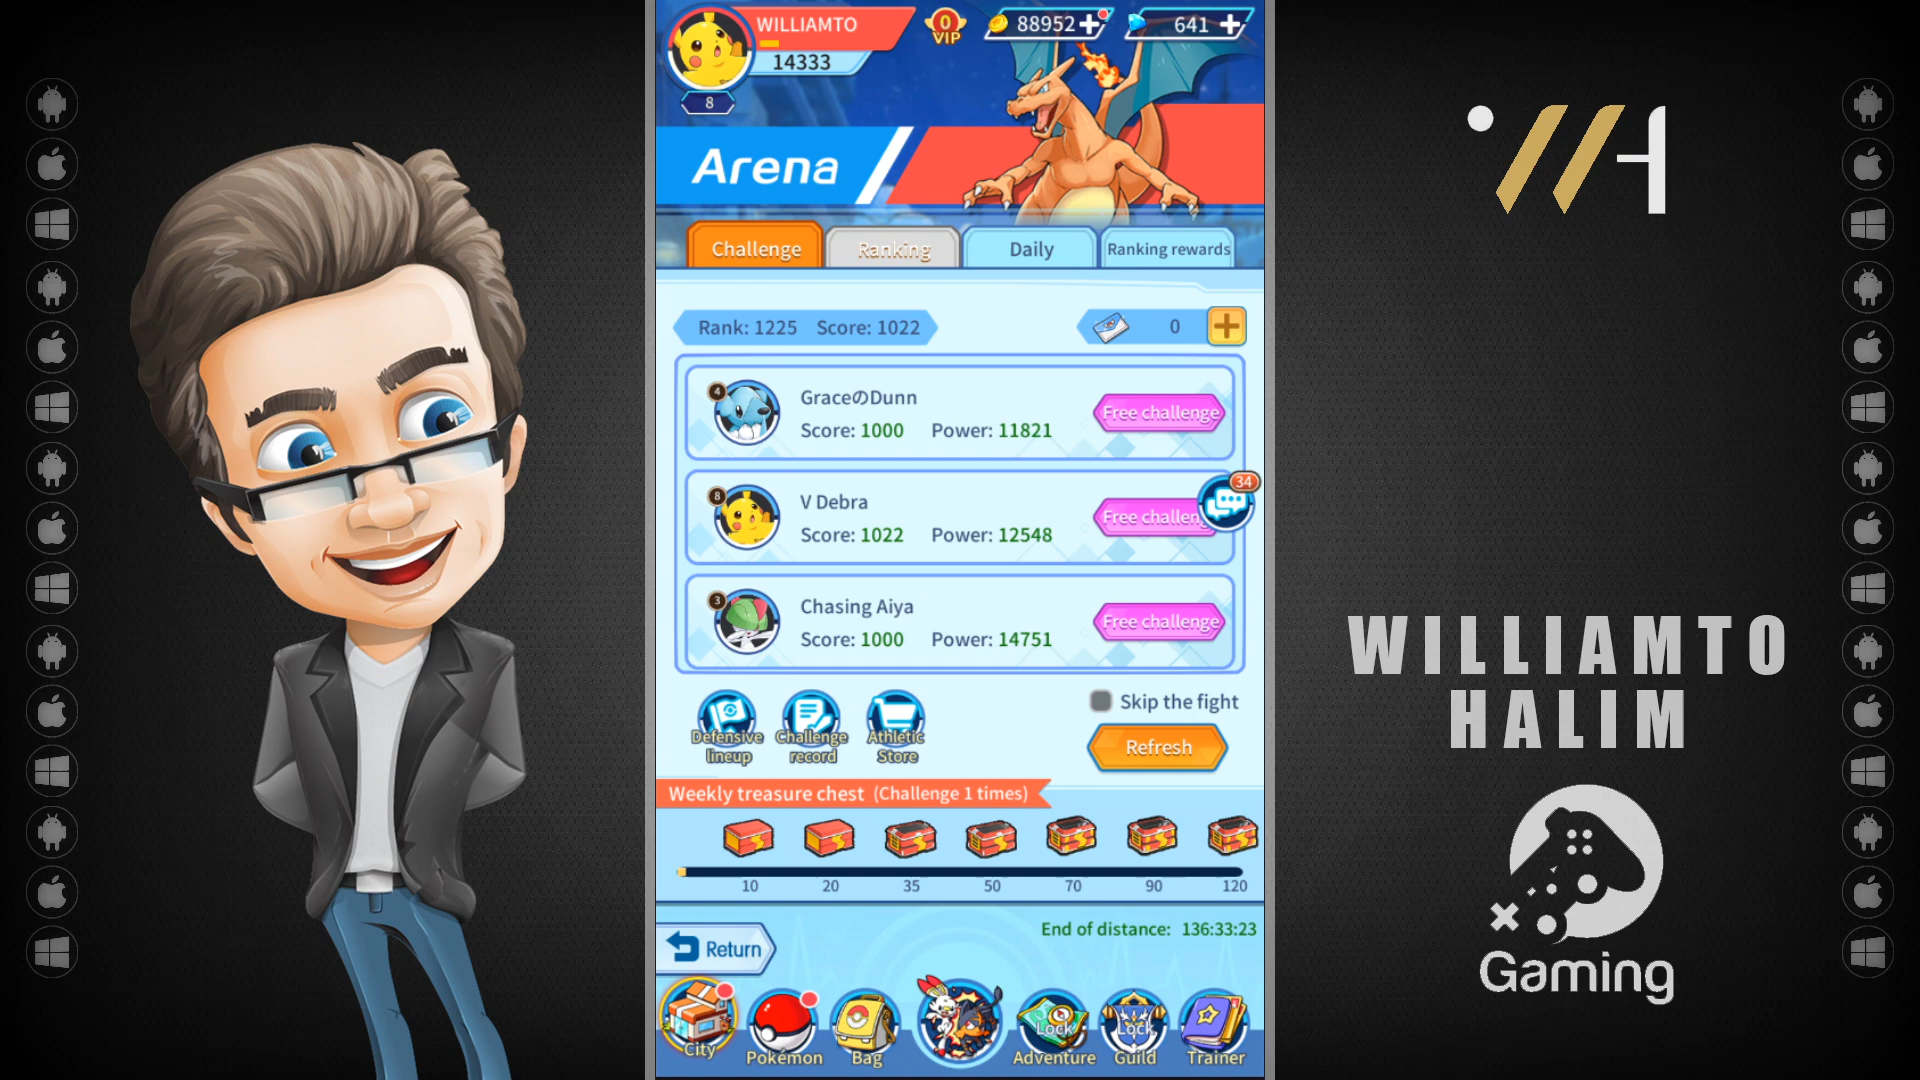 WILLIAMTO
14333
8
0
VIP
88952
641
Arena
Challenge
Ranking
Daily
Ranking rewards
Rank: 1225 Score: 1022
0
4
GraceのDunn
Score: 1000 Power: 11821
Free challenge
8
V Debra
Score: 1022 Power: 12548
Free challeng
34
3
Chasing Aiya
Score: 1000 Power: 14751
Free challenge
Defensive
lineup
Challenge
record
Athletic
Store
Skip the fight
Refresh
Weekly treasure chest (Challenge 1 times)
10 20 35 50 70 90 120
End of distance: 136:33:23
Return
City
Pokémon
Bag
Lock
Adventure
Lock
Guild
Trainer
WILLIAMTO
HALIM
Gaming